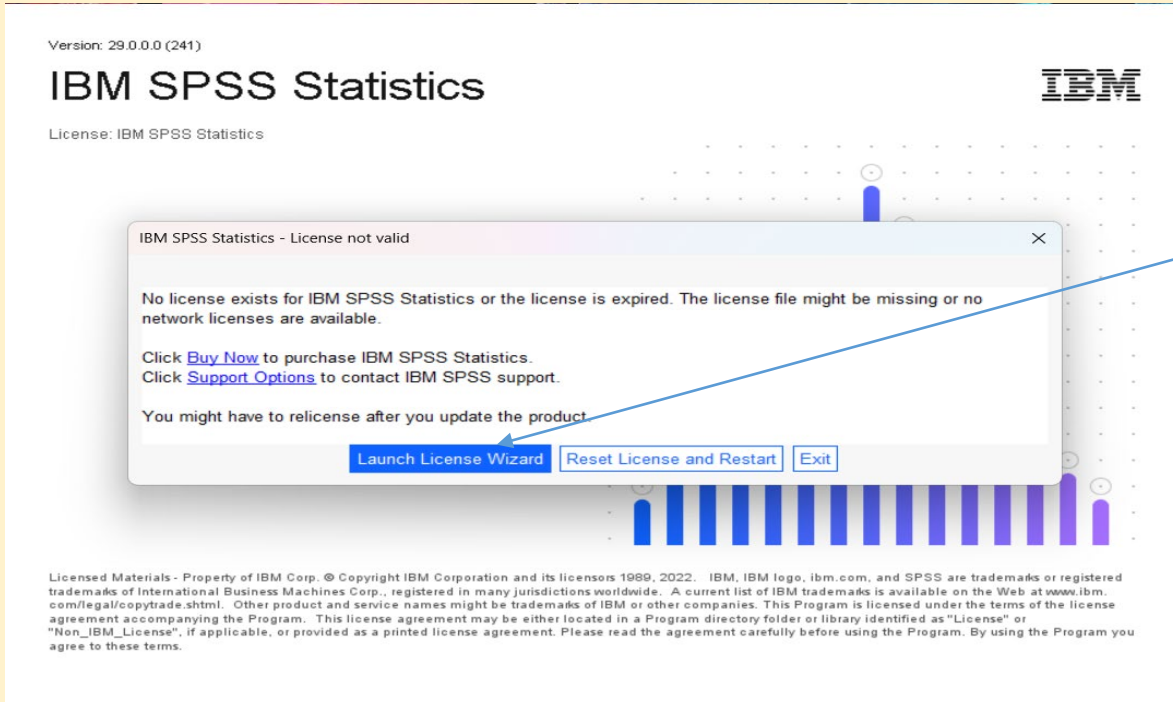 Version: 29.0.0.0 (241)
IBM SPSS Statistics
IBM
License: IBM SPSS Statistics
IBM SPSS Statistics - License not valid
No license exists for IBM SPSS Statistics or the license is expired. The license file might be missing or no
network licenses are available.
Click Buy Now to purchase IBM SPSS Statistics.
Click Support Options to contact IBM SPSS support.
You might have to relicense after you update the product.
Launch License Wizard Reset License and Restart Exit
Licensed Materials - Property of IBM Corp. © Copyright IBM Corporation and its licensors 1989, 2022. IBM, IBM logo, ibm.com, and SPSS are trademarks or registered
trademarks of International Business Machines Corp., registered in many jurisdictions worldwide. A current list of IBM trademarks is available on the Web at www.ibm.
com/legal/copytrade.shtml. Other product and service names might be trademarks of IBM or other companies. This Program is licensed under the terms of the license
agreement accompanying the Program. This license agreement may be either located in a Program directory folder or library identified as "License" or
"Non_IBM_License", if applicable, or provided as a printed license agreement. Please read the agreement carefully before using the Program. By using the Program you
agree to these terms.